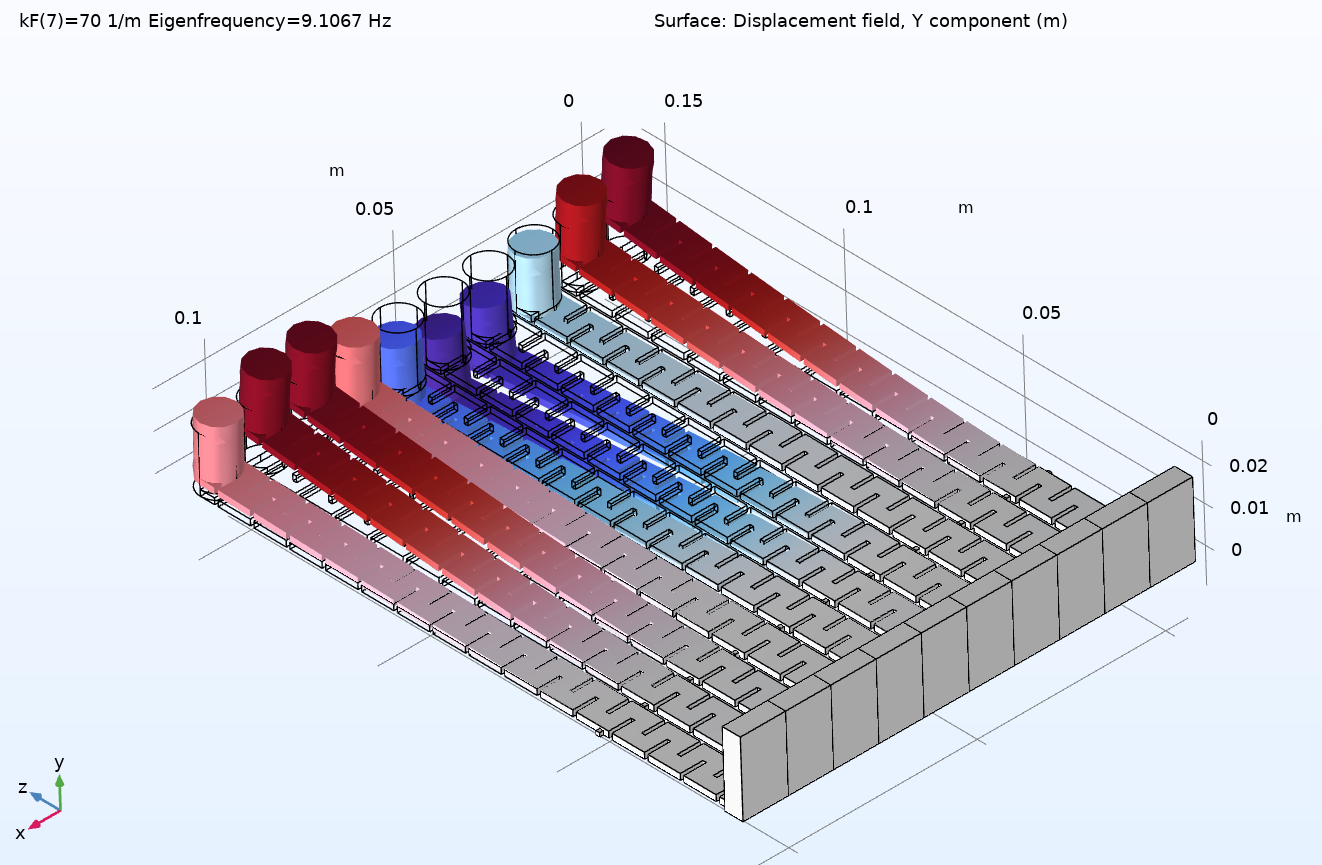 kF(7)=70 1/m Eigenfrequency=9.1067 Hz
Surface: Displacement field, Y component (m)
0
0.15
m
0.05
0.1
m
0.1
0.05
0
0.02
0.01
m
0
y
z
x